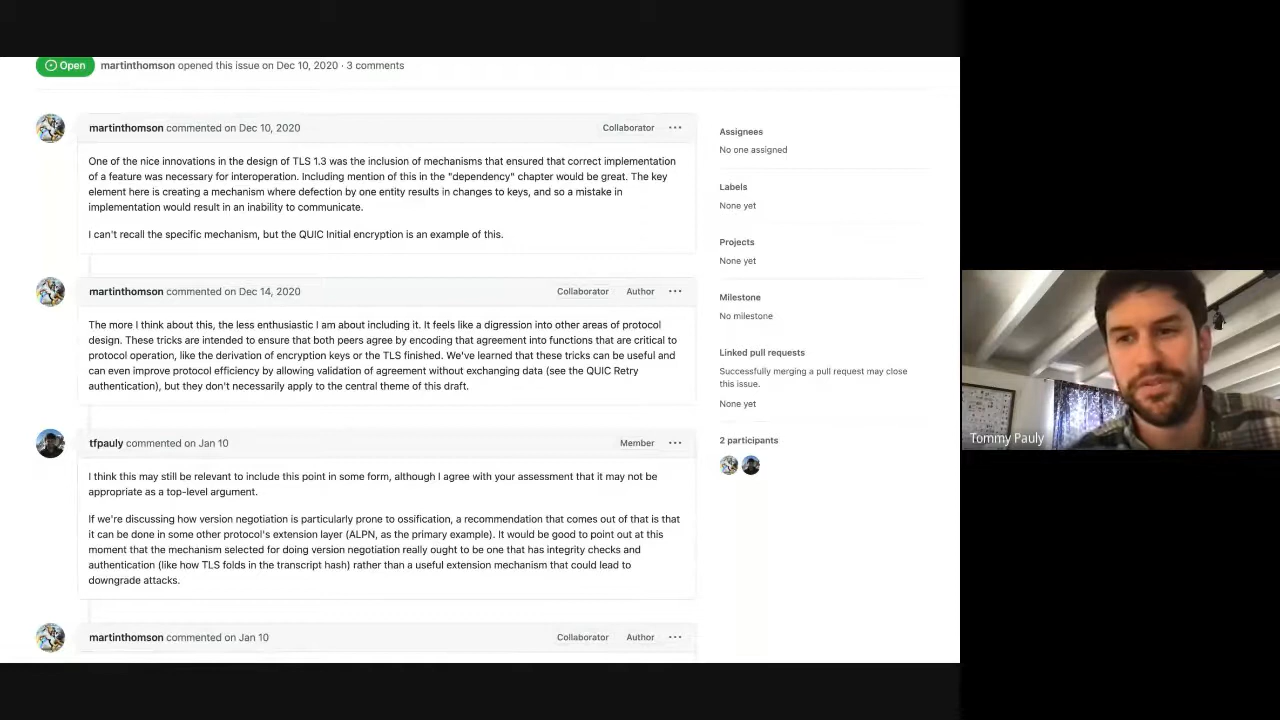 Open martinthomson opened this issue on Dec 10, 2020 · 3 comments
martinthomson commented on Dec 10, 2020
Collaborator ···
One of the nice innovations in the design of TLS 1.3 was the inclusion of mechanisms that ensured that correct implementation
of a feature was necessary for interoperation. Including mention of this in the "dependency" chapter would be great. The key
element here is creating a mechanism where defection by one entity results in changes to keys, and so a mistake in
implementation would result in an inability to communicate.
I can't recall the specific mechanism, but the QUIC Initial encryption is an example of this.
martinthomson commented on Dec 14, 2020
Collaborator Author ···
The more I think about this, the less enthusiastic I am about including it. It feels like a digression into other areas of protocol
design. These tricks are intended to ensure that both peers agree by encoding that agreement into functions that are critical to
protocol operation, like the derivation of encryption keys or the TLS finished. We've learned that these tricks can be useful and
can even improve protocol efficiency by allowing validation of agreement without exchanging data (see the QUIC Retry
authentication), but they don't necessarily apply to the central theme of this draft.
tfpauly commented on Jan 10
Member ···
I think this may still be relevant to include this point in some form, although I agree with your assessment that it may not be
appropriate as a top-level argument.
If we're discussing how version negotiation is particularly prone to ossification, a recommendation that comes out of that is that
it can be done in some other protocol's extension layer (ALPN, as the primary example). It would be good to point out at this
moment that the mechanism selected for doing version negotiation really ought to be one that has integrity checks and
authentication (like how TLS folds in the transcript hash) rather than a useful extension mechanism that could lead to
downgrade attacks.
martinthomson commented on Jan 10
Collaborator Author ···
Assignees
No one assigned
Labels
None yet
Projects
None yet
Milestone
No milestone
Linked pull requests
Successfully merging a pull request may close
this issue.
None yet
2 participants
Tommy Pauly